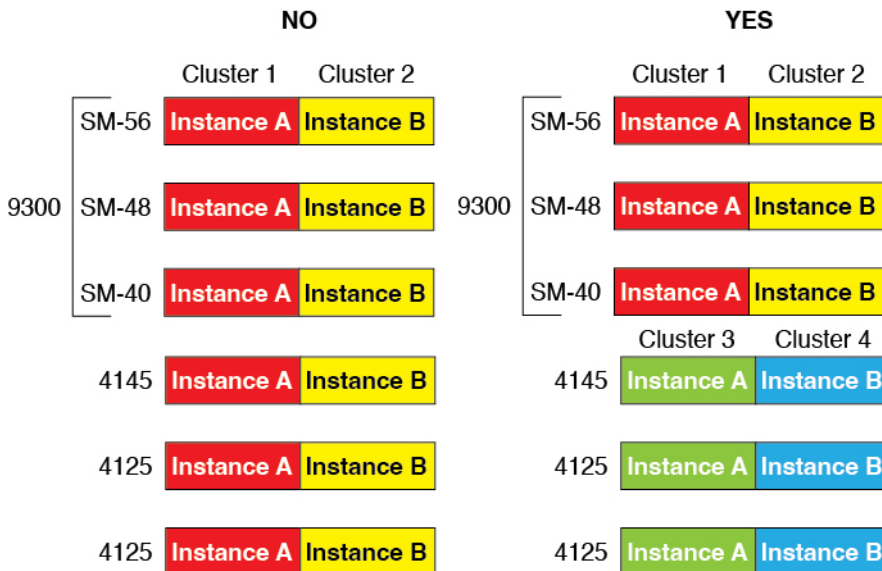 NO YES
Cluster 1 Cluster 2 Cluster 1 Cluster 2
SM-56 Instance A Instance B SM-56 Instance A Instance B
9300 SM-48 Instance A Instance B 9300 SM-48 Instance A Instance B
SM-40 Instance A Instance B SM-40 Instance A Instance B
Cluster 3 Cluster 4
4145 Instance A Instance B 4145 Instance A Instance B
4125 Instance A Instance B 4125 Instance A Instance B
4125 Instance A Instance B 4125 Instance A Instance B